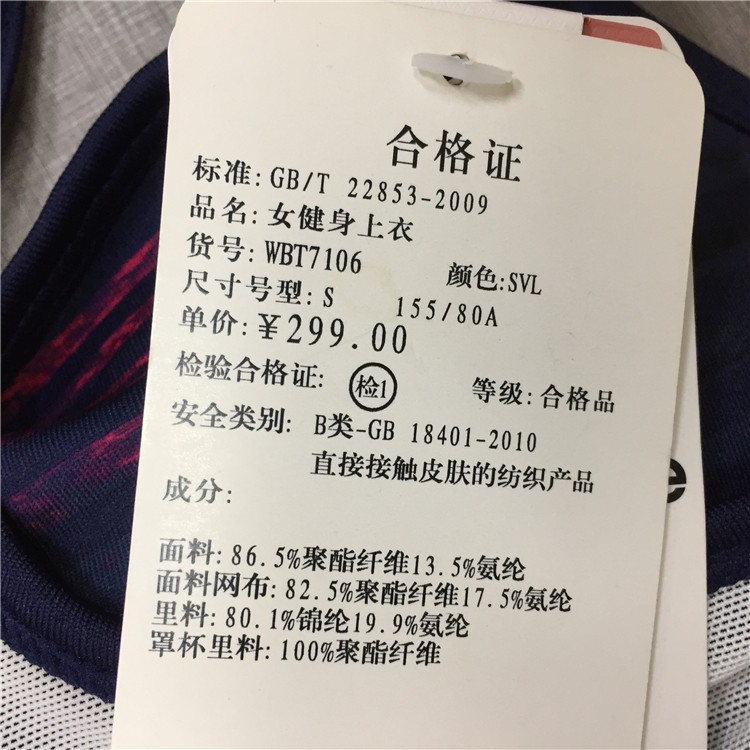 合格证
标准: GB/T 22853-2009
品名: 女健身上衣
货号: WBT7106 颜色:SVL
尺寸号型: S 155/80A
单价: ¥299.00
检验合格证: 检1 等级: 合格品
安全类别: B类-GB 18401-2010
直接接触皮肤的纺织产品
成分:
面料: 86.5%聚酯纤维13.5%氨纶
面料网布: 82.5%聚酯纤维17.5%氨纶
里料: 80.1%锦纶19.9%氨纶
罩杯里料: 100%聚酯纤维
e